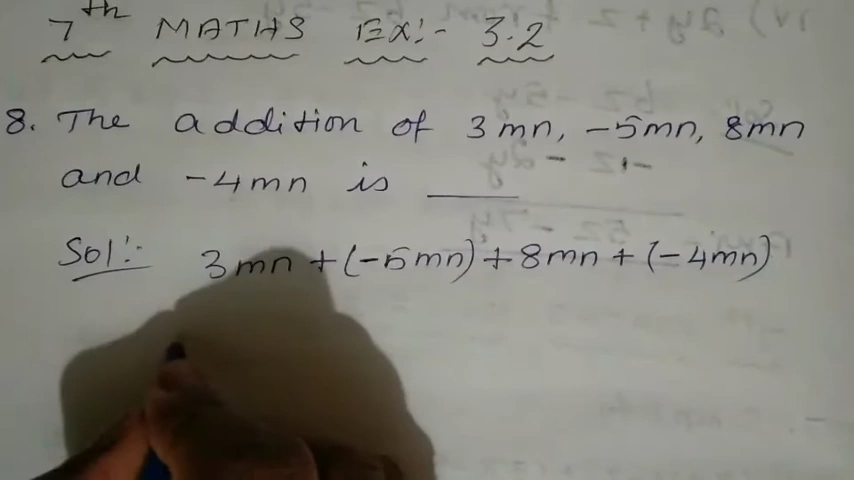 7th MATHS Ex:- 3.2
8. The addition of 3mn, -5mn, 8mn
and -4mn is ______
Sol:- 3mn + (-5mn) + 8mn + (-4mn)